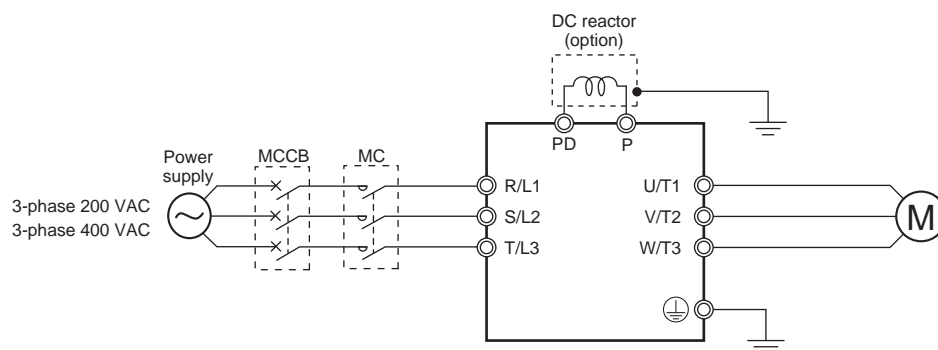 DC reactor
(option)
PD
P
Power
supply
MCCB
MC
3-phase 200 VAC
3-phase 400 VAC
R/L1
S/L2
T/L3
U/T1
V/T2
W/T3
M